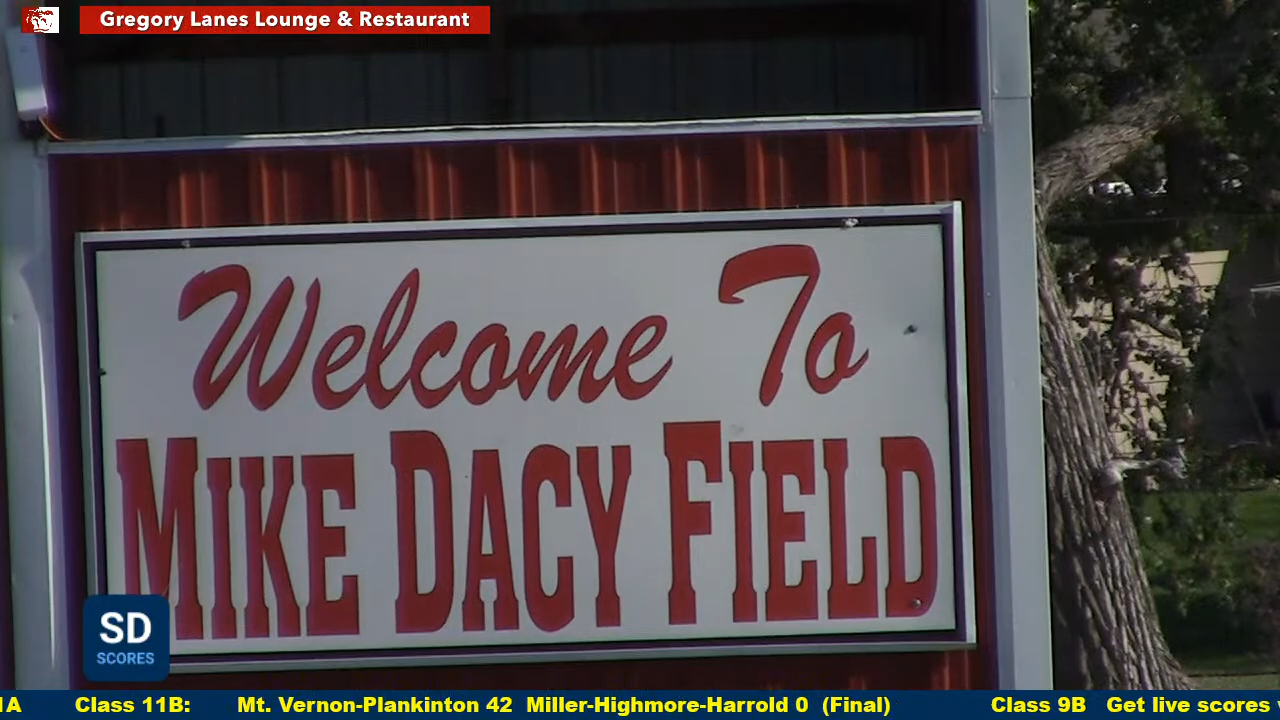 Gregory Lanes Lounge & Restaurant
Welcome To
MIKE DACY FIELD
SD
SCORES
1A Class 11B: Mt. Vernon-Plankinton 42 Miller-Highmore-Harrold 0 (Final) Class 9B Get live scores